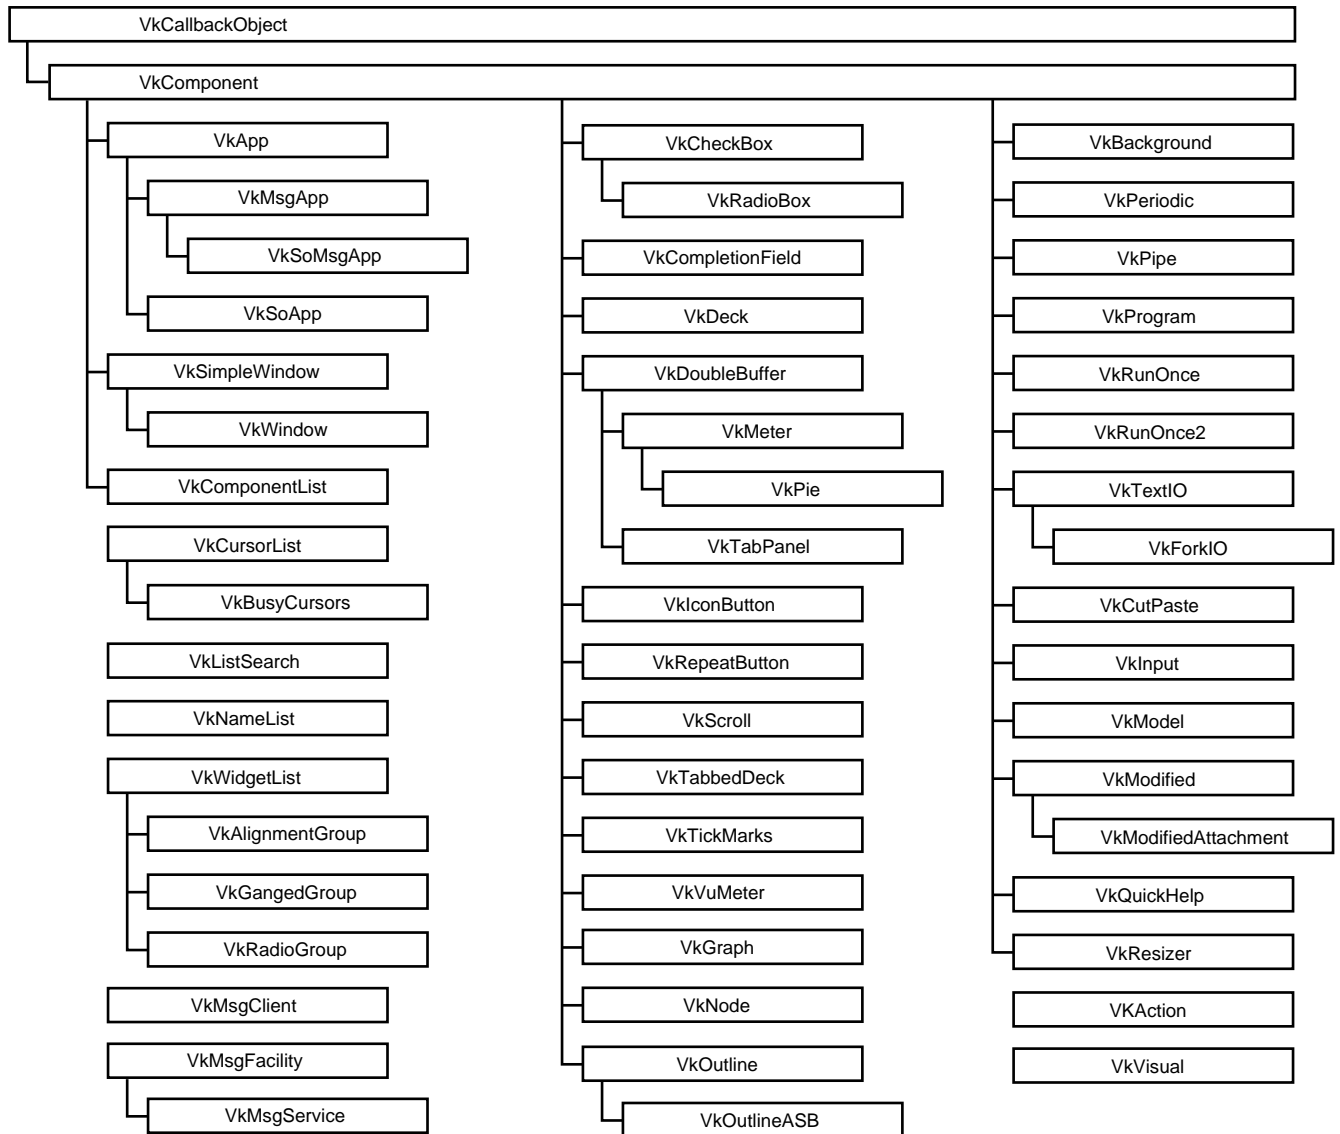 VkCallbackObject
VkComponent
VkApp
VkMsgApp
VkSoMsgApp
VkSoApp
VkSimpleWindow
VkWindow
VkComponentList
VkCursorList
VkBusyCursors
VkListSearch
VkNameList
VkWidgetList
VkAlignmentGroup
VkGangedGroup
VkRadioGroup
VkMsgClient
VkMsgFacility
VkMsgService
VkCheckBox
VkRadioBox
VkCompletionField
VkDeck
VkDoubleBuffer
VkMeter
VkPie
VkTabPanel
VkIconButton
VkRepeatButton
VkScroll
VkTabbedDeck
VkTickMarks
VkVuMeter
VkGraph
VkNode
VkOutline
VkOutlineASB
VkBackground
VkPeriodic
VkPipe
VkProgram
VkRunOnce
VkRunOnce2
VkTextIO
VkForkIO
VkCutPaste
VkInput
VkModel
VkModified
VkModifiedAttachment
VkQuickHelp
VkResizer
VKAction
VkVisual